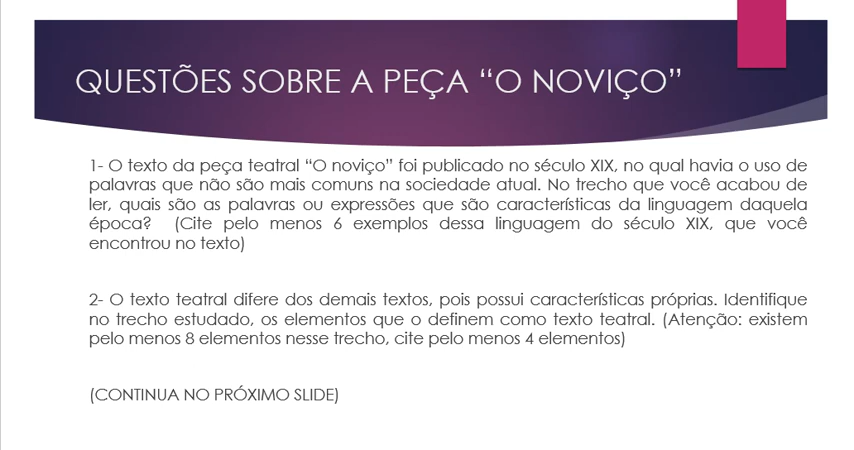 QUESTÕES SOBRE A PEÇA “O NOVIÇO”
1- O texto da peça teatral “O noviço” foi publicado no século XIX, no qual havia o uso de
palavras que não são mais comuns na sociedade atual. No trecho que você acabou de
ler, quais são as palavras ou expressões que são características da linguagem daquela
época? (Cite pelo menos 6 exemplos dessa linguagem do século XIX, que você
encontrou no texto)
2- O texto teatral difere dos demais textos, pois possui características próprias. Identifique
no trecho estudado, os elementos que o definem como texto teatral. (Atenção: existem
pelo menos 8 elementos nesse trecho, cite pelo menos 4 elementos)
(CONTINUA NO PRÓXIMO SLIDE)